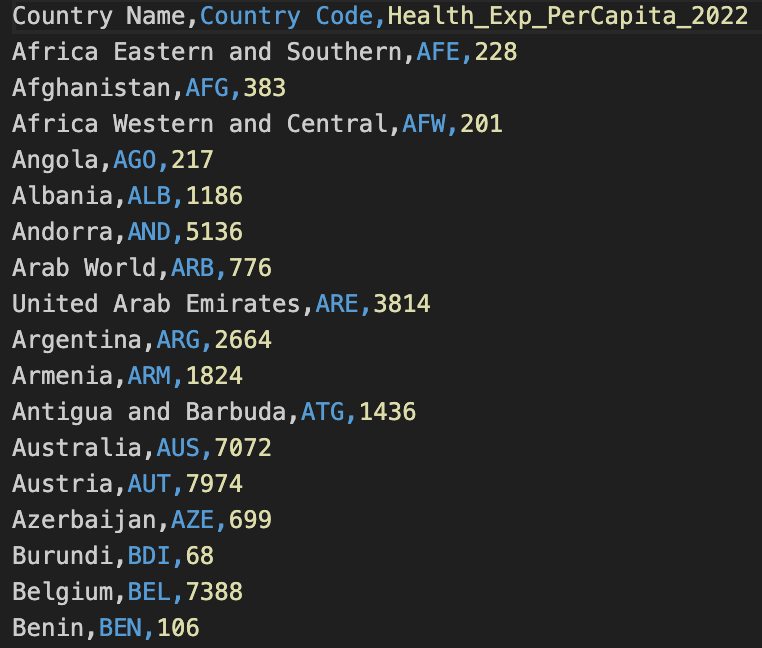 Country Name,Country Code,Health_Exp_PerCapita_2022
Africa Eastern and Southern,AFE,228
Afghanistan,AFG,383
Africa Western and Central,AFW,201
Angola,AGO,217
Albania,ALB,1186
Andorra,AND,5136
Arab World,ARB,776
United Arab Emirates,ARE,3814
Argentina,ARG,2664
Armenia,ARM,1824
Antigua and Barbuda,ATG,1436
Australia,AUS,7072
Austria,AUT,7974
Azerbaijan,AZE,699
Burundi,BDI,68
Belgium,BEL,7388
Benin,BEN,106